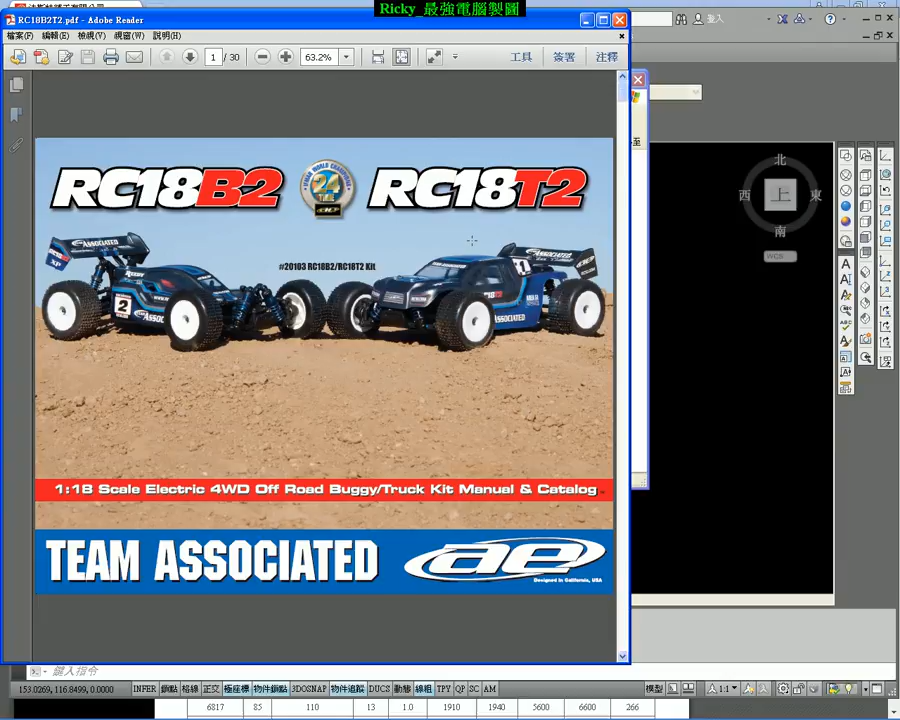 Ricky_最強電腦製圖
RC18B2T2.pdf - Adobe Reader
檔案(F) 編輯(E) 檢視(V) 視窗(W) 說明(H)
登入
1 / 30
63.2%
工具 簽署 注釋
至
RC18B2
24
RC18T2
北
西 上 東
南
WCS
#20103 RC18B2/RC18T2 Kit
2
1:18 Scale Electric 4WD Off Road Buggy/Truck Kit Manual & Catalog
TEAM ASSOCIATED
ae
Designed in California, USA
鍵入指令
153.0269, 116.8499, 0.0000 INFER 鎖點 格線 正交 極座標 物件鎖點 3DOSNAP 物件追蹤 DUCS 動態 線粗 TPY QP SC AM
模型 1:1
6817 85 110 13 1.0 1910 1940 5600 6600 266